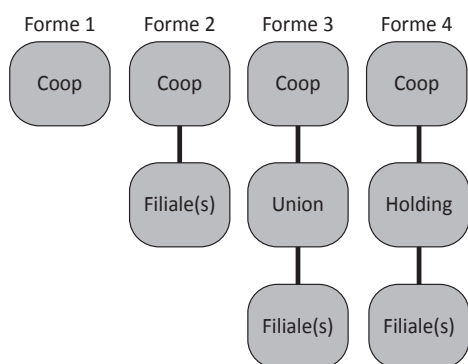 Forme 1 Forme 2 Forme 3 Forme 4
Coop Coop Coop Coop
Filiale(s) Union Holding
Filiale(s) Filiale(s)